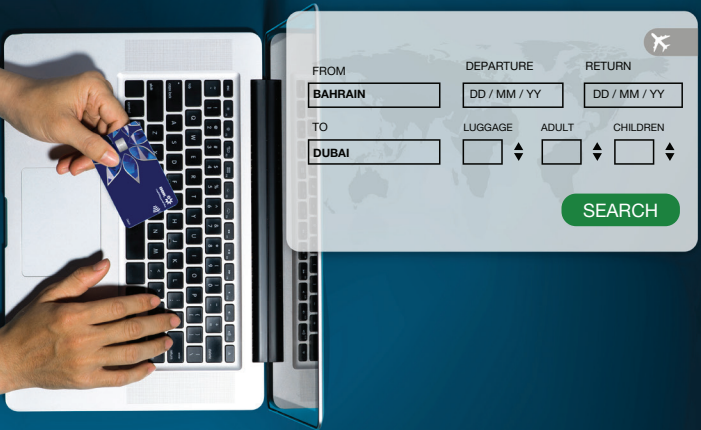 FROM
DEPARTURE
RETURN
BAHRAIN
DD / MM / YY
DD / MM / YY
TO
LUGGAGE
ADULT
CHILDREN
DUBAI
SEARCH